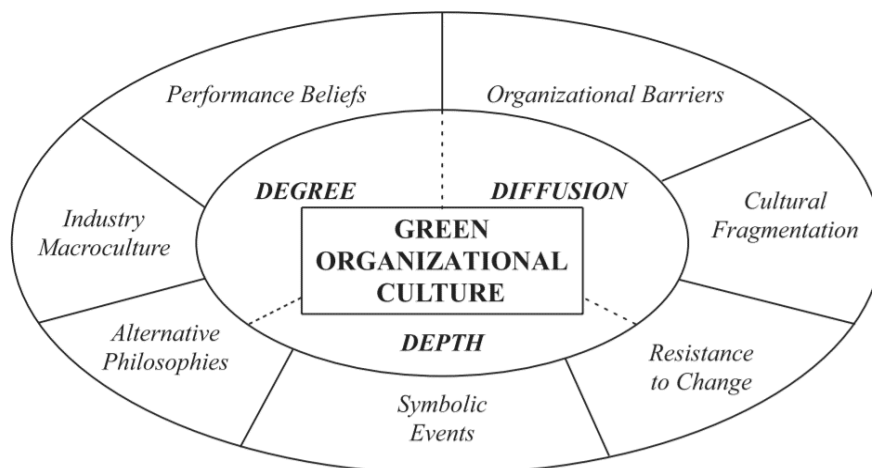 Performance Beliefs
Organizational Barriers
DEGREE
DIFFUSION
Industry
Macroculture
GREEN
ORGANIZATIONAL
CULTURE
Cultural
Fragmentation
Alternative
Philosophies
DEPTH
Resistance
to Change
Symbolic
Events